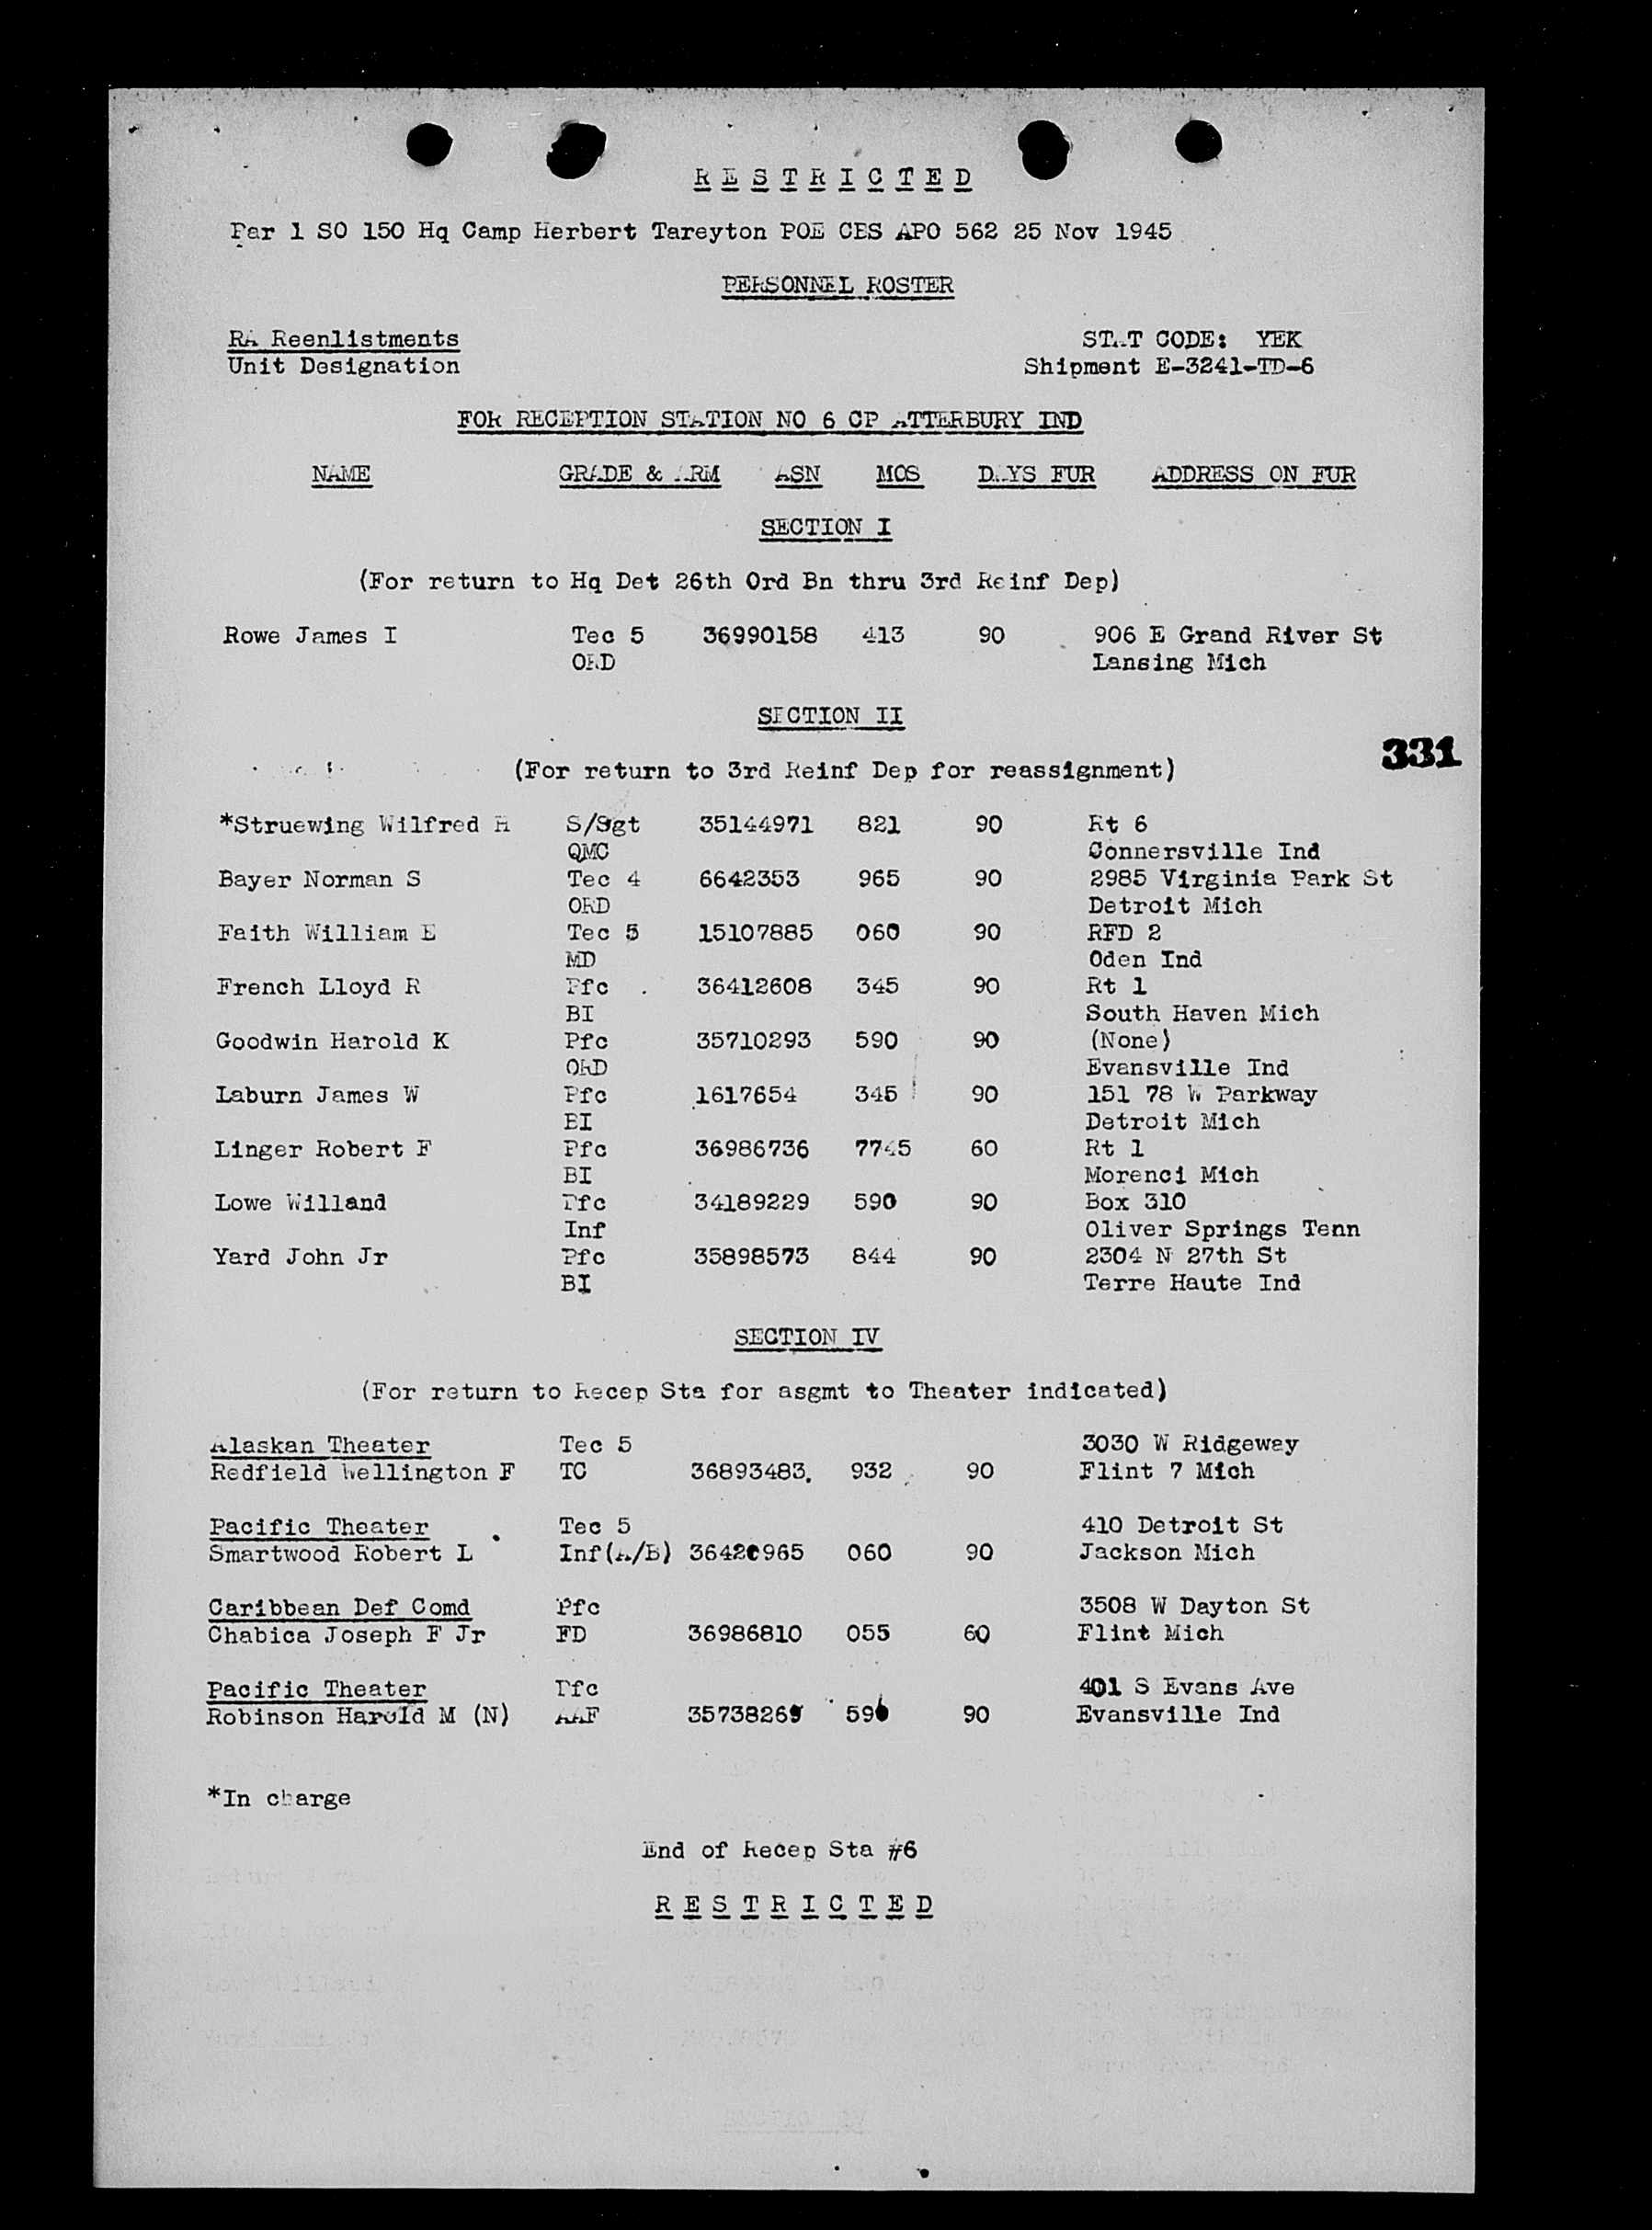 RESTRICTED
Par 1 SO 150 Hq Camp Herbert Tareyton POE CBS APO 562 25 Nov 1945
PERSONNEL ROSTER
RA Reenlistments STAT CODE: YEK
Unit Designation Shipment E-3241-TD-6
FOR RECEPTION STATION NO 6 CP ATTERBURY IND
NAME GRADE & ARM ASN MOS DAYS FUR ADDRESS ON FUR
SECTION I
(For return to Hq Det 26th Ord Bn thru 3rd Reinf Dep)
Rowe James I Tec 5 36990158 413 90 906 E Grand River St
ORD Lansing Mich
SECTION II
331
(For return to 3rd Reinf Dep for reassignment)
*Struewing Wilfred H S/Sgt 35144971 821 90 Rt 6
QMC Connersville Ind
Bayer Norman S Tec 4 6642353 965 90 2985 Virginia Park St
ORD Detroit Mich
Faith William E Tec 5 15107885 060 90 RFD 2
MD Oden Ind
French Lloyd R Pfc 36412608 345 90 Rt 1
BI South Haven Mich
Goodwin Harold K Pfc 35710293 590 90 (None)
ORD Evansville Ind
Laburn James W Pfc 1617654 345 90 151 78 W Parkway
BI Detroit Mich
Linger Robert F Pfc 36986736 7745 60 Rt 1
BI Morenci Mich
Lowe Willand Pfc 34189229 590 90 Box 310
Inf Oliver Springs Tenn
Yard John Jr Pfc 35898573 844 90 2304 N 27th St
BI Terre Haute Ind
SECTION IV
(For return to Recep Sta for asgmt to Theater indicated)
Alaskan Theater Tec 5 3030 W Ridgeway
Redfield Wellington F TC 36893483 932 90 Flint 7 Mich
Pacific Theater Tec 5 410 Detroit St
Smartwood Robert L Inf(A/B) 36420965 060 90 Jackson Mich
Caribbean Def Comd Pfc 3508 W Dayton St
Chabica Joseph F Jr FD 36986810 055 60 Flint Mich
Pacific Theater Pfc 401 S Evans Ave
Robinson Harold M (N) AAF 35738269 590 90 Evansville Ind
*In charge
End of Recep Sta #6
RESTRICTED